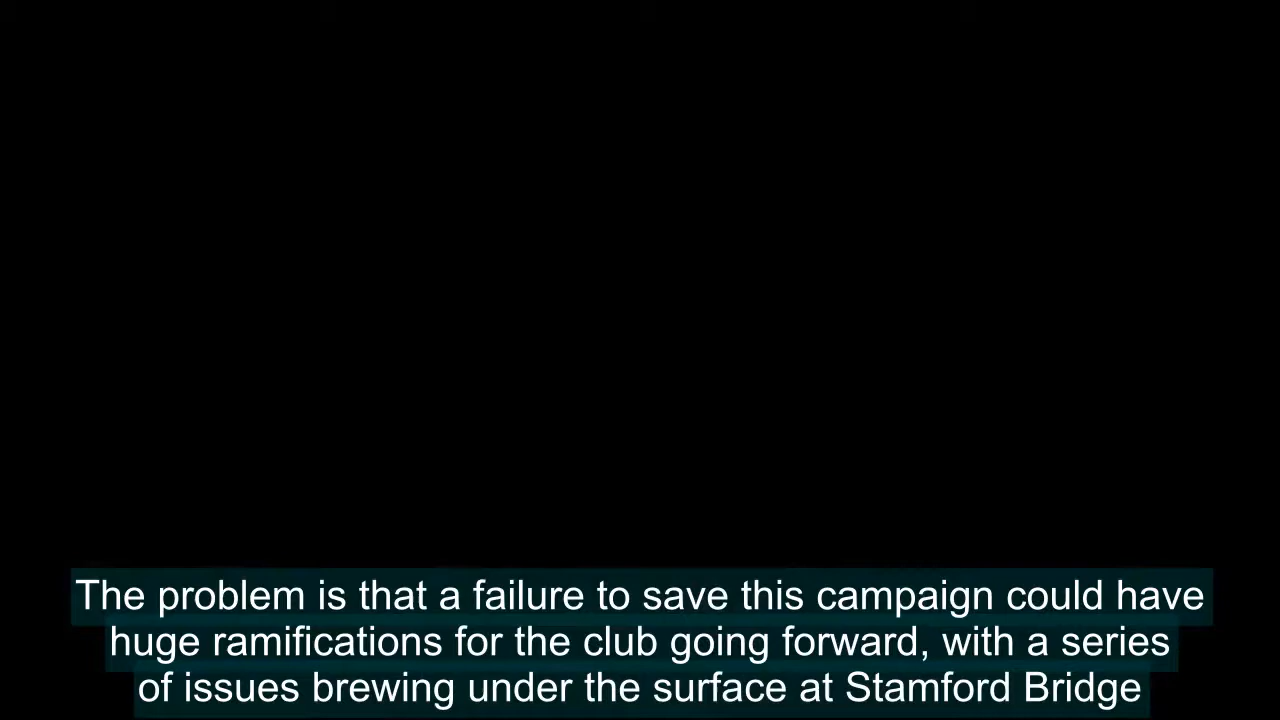 The problem is that a failure to save this campaign could have
huge ramifications for the club going forward, with a series
of issues brewing under the surface at Stamford Bridge